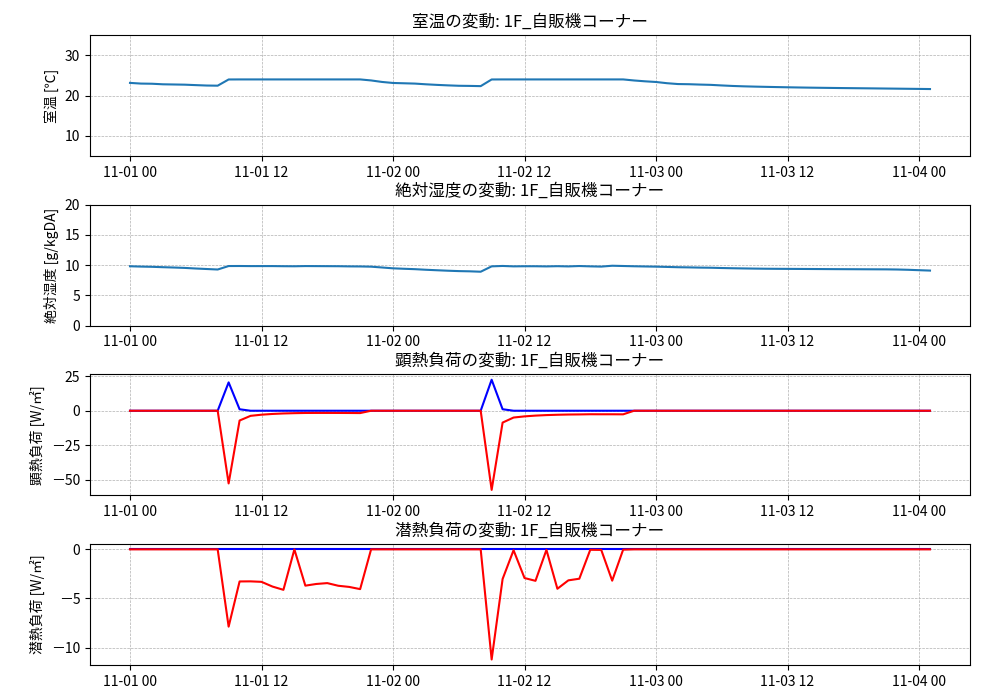 室温の変動: 1F_自販機コーナー
室温 [℃]
30
20
10
11-01 00 11-01 12 11-02 00 11-02 12 11-03 00 11-03 12 11-04 00
絶対湿度の変動: 1F_自販機コーナー
絶対湿度 [g/kgDA]
20
15
10
5
0
11-01 00 11-01 12 11-02 00 11-02 12 11-03 00 11-03 12 11-04 00
顕熱負荷の変動: 1F_自販機コーナー
顕熱負荷 [W/㎡]
25
0
−25
−50
11-01 00 11-01 12 11-02 00 11-02 12 11-03 00 11-03 12 11-04 00
潜熱負荷の変動: 1F_自販機コーナー
潜熱負荷 [W/㎡]
0
−5
−10
11-01 00 11-01 12 11-02 00 11-02 12 11-03 00 11-03 12 11-04 00